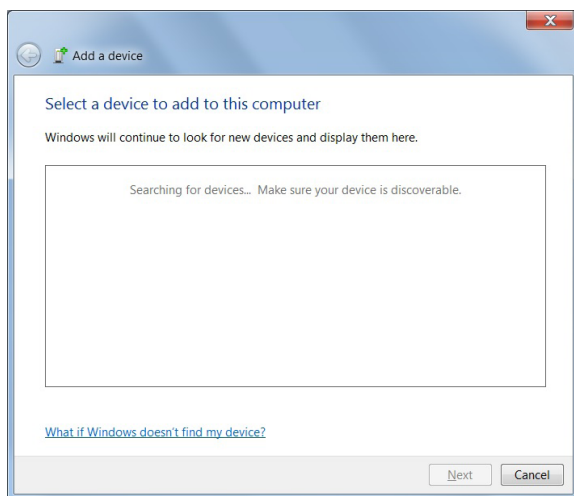 Add a device
Select a device to add to this computer
Windows will continue to look for new devices and display them here.
Searching for devices... Make sure your device is discoverable.
What if Windows doesn't find my device?
Next
Cancel